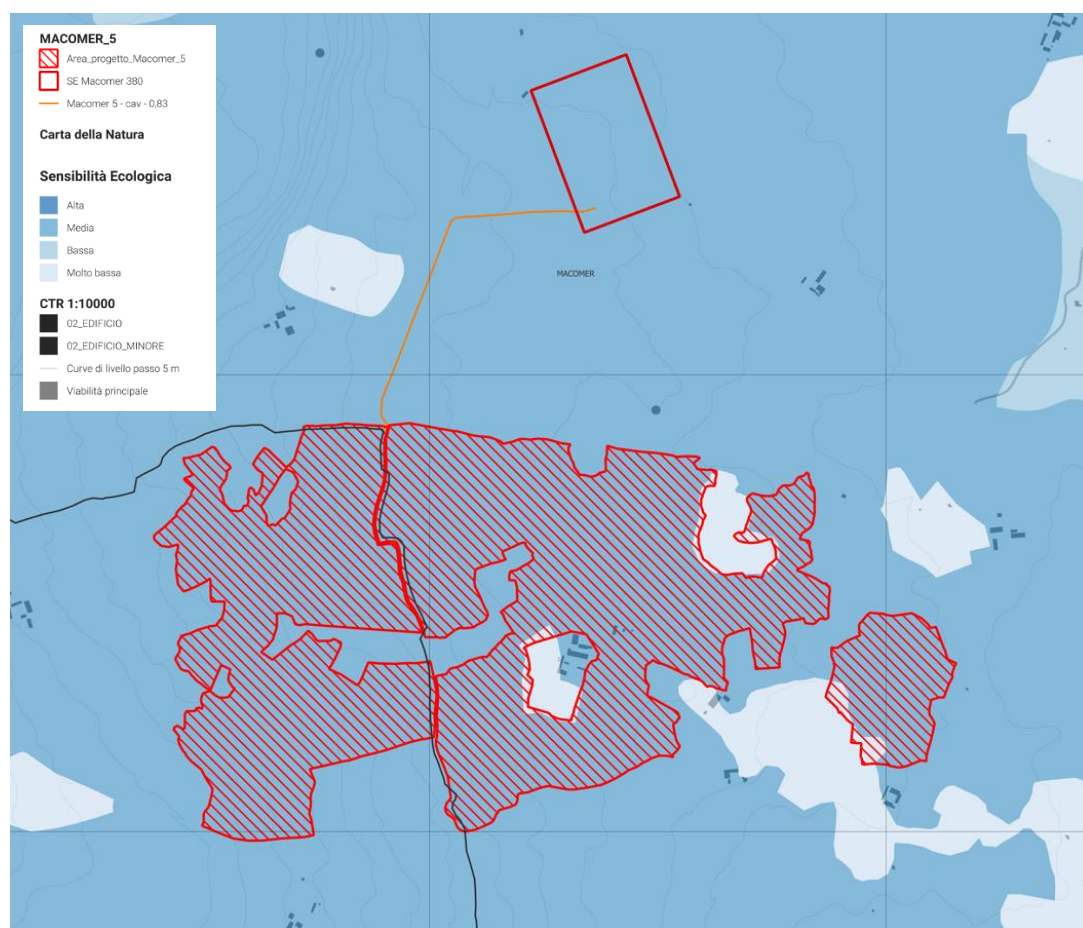 MACOMER_5
Area_progetto_Macomer_5
SE Macomer 380
Macomer 5 - cav - 0,83
Carta della Natura
Sensibilità Ecologica
Alta
Media
Bassa
Molto bassa
CTR 1:10000
02_EDIFICIO
02_EDIFICIO_MINORE
Curve di livello passo 5 m
Viabilità principale
MACOMER